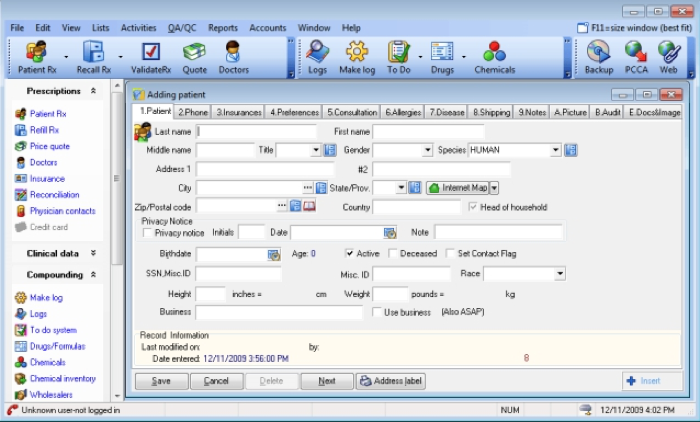 File Edit View Lists Activities QA/QC Reports Accounts Window Help F11=size window (best fit)
Patient Rx Recall Rx ValidateRx Quote Doctors Logs Make log To Do Drugs Chemicals Backup PCCA Web
Prescriptions
Patient Rx
Refill Rx
Price quote
Doctors
Insurance
Reconciliation
Physician contacts
Credit card
Clinical data
Compounding
Make log
Logs
To do system
Drugs/Formulas
Chemicals
Chemical inventory
Wholesalers
Adding patient
1.Patient 2.Phone 3.Insurances 4.Preferences 5.Consultation 6.Allergies 7.Disease 8.Shipping 9.Notes A.Picture B.Audit E.Docs&Image
Last name First name
Middle name Title Gender Species HUMAN
Address 1 #2
City State/Prov. Internet Map
Zip/Postal code Country Head of household
Privacy Notice
Privacy notice Initials Date Note
Birthdate Age: 0 Active Deceased Set Contact Flag
SSN,Misc.ID Misc. ID Race
Height inches = cm Weight pounds = kg
Business Use business (Also ASAP)
Record Information
Last modified on: by:
Date entered: 12/11/2009 3:56:00 PM 8
Save Cancel Delete Next Address label Insert
Unknown user-not logged in NUM 12/11/2009 4:02 PM